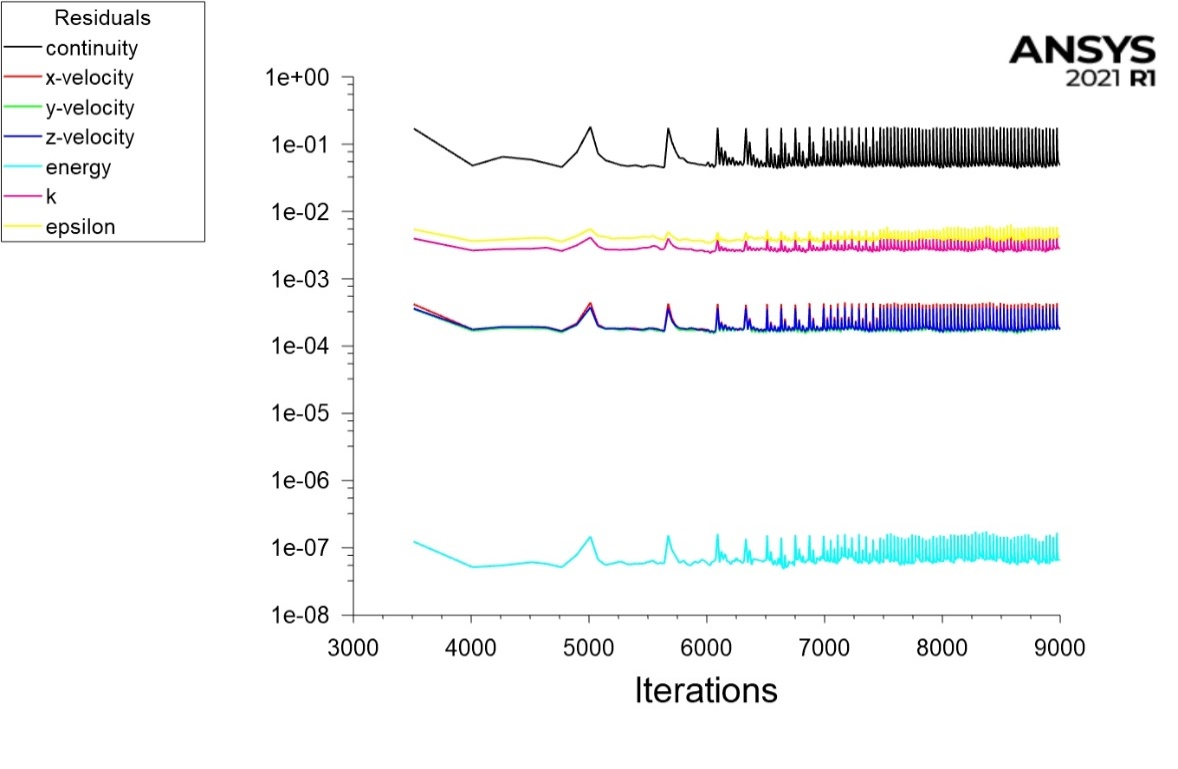 Residuals
continuity
x-velocity
y-velocity
z-velocity
energy
k
epsilon
ANSYS
2021 R1
1e+00
1e-01
1e-02
1e-03
1e-04
1e-05
1e-06
1e-07
1e-08
3000 4000 5000 6000 7000 8000 9000
Iterations